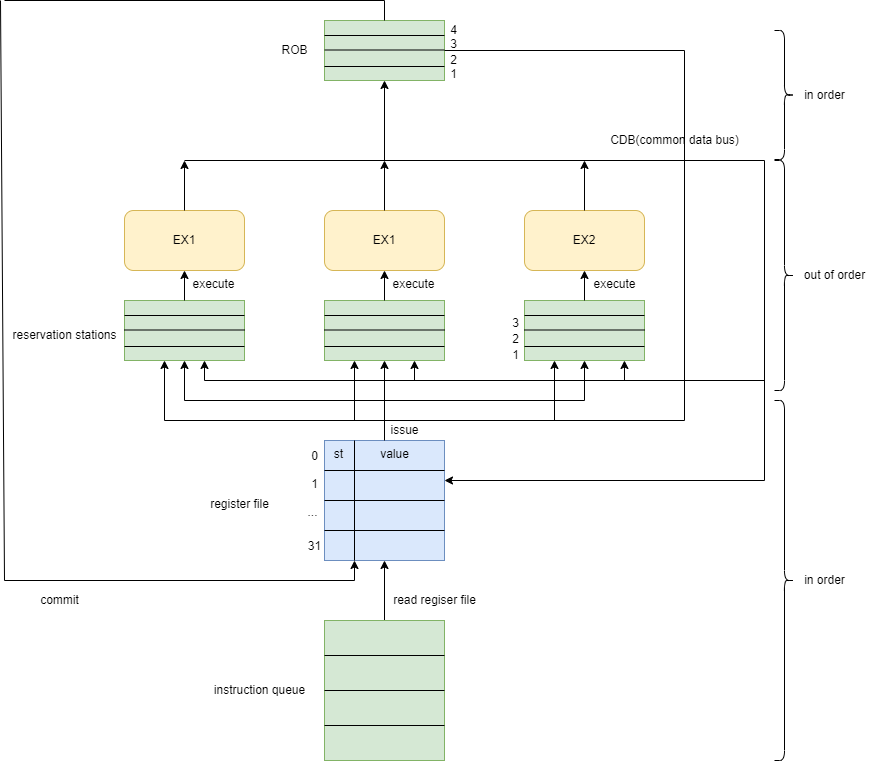 ROB
4
3
2
1
in order
CDB(common data bus)
EX1
EX1
EX2
out of order
execute
execute
execute
reservation stations
3
2
1
issue
0
st
value
1
register file
...
31
in order
commit
read regiser file
instruction queue